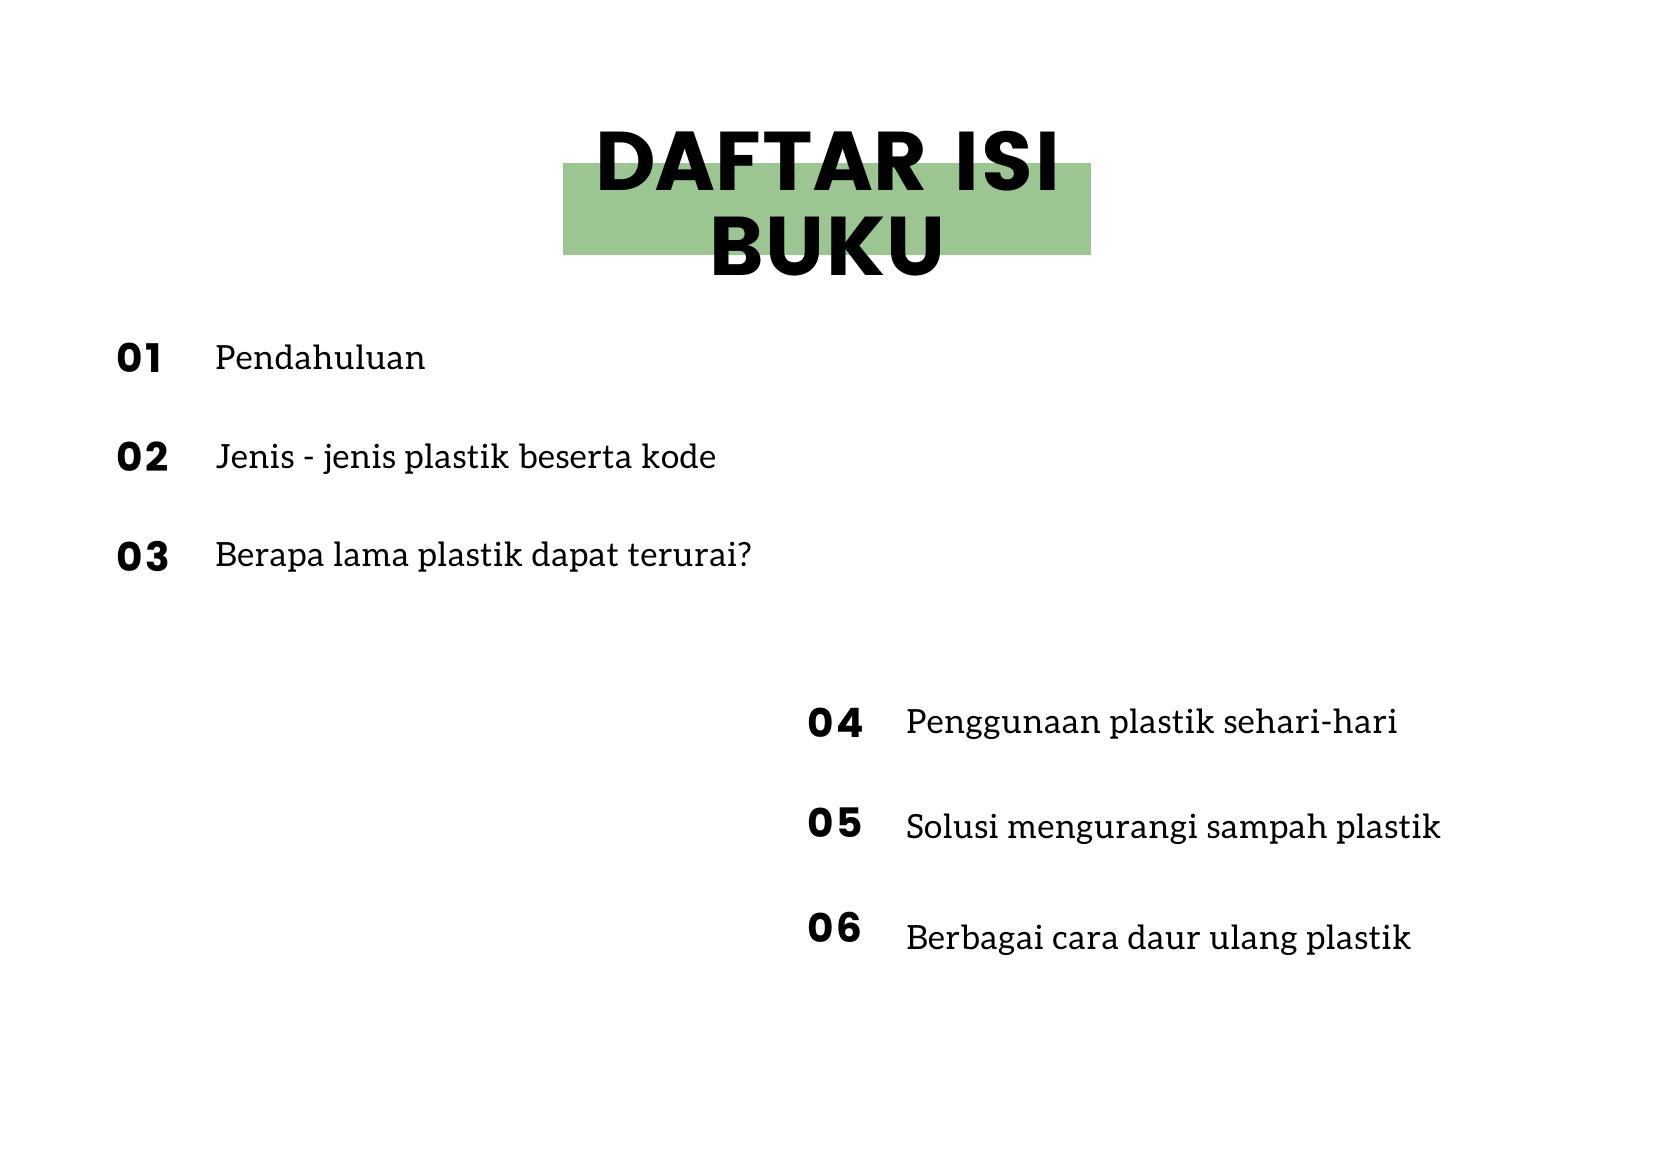 DAFTAR ISI
BUKU
01 Pendahuluan
02 Jenis - jenis plastik beserta kode
03 Berapa lama plastik dapat terurai?
04 Penggunaan plastik sehari-hari
05 Solusi mengurangi sampah plastik
06 Berbagai cara daur ulang plastik